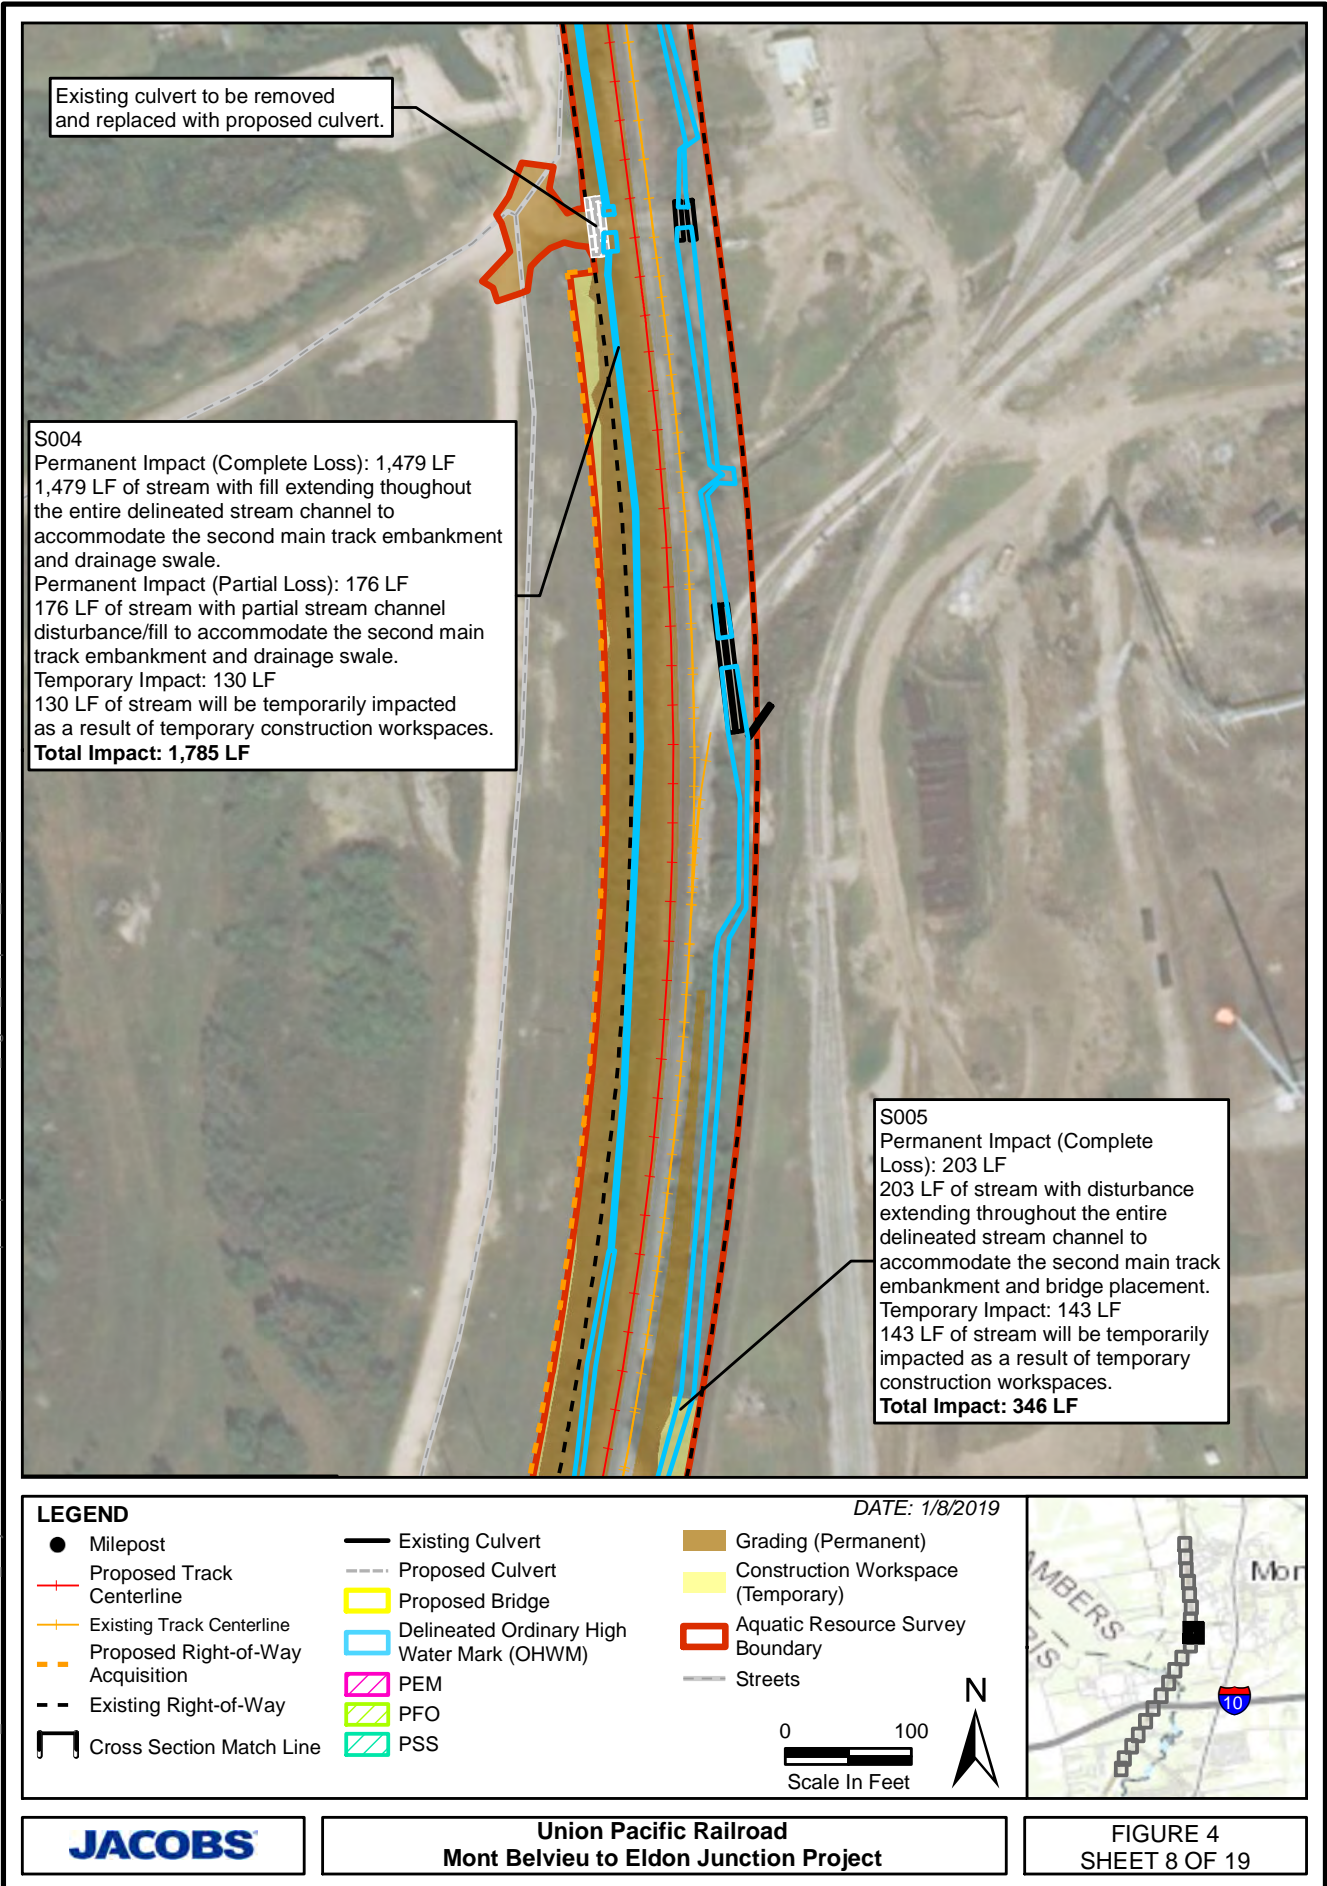 Existing culvert to be removed
and replaced with proposed culvert.
S004
Permanent Impact (Complete Loss): 1,479 LF
1,479 LF of stream with fill extending thoughout
the entire delineated stream channel to
accommodate the second main track embankment
and drainage swale.
Permanent Impact (Partial Loss): 176 LF
176 LF of stream with partial stream channel
disturbance/fill to accommodate the second main
track embankment and drainage swale.
Temporary Impact: 130 LF
130 LF of stream will be temporarily impacted
as a result of temporary construction workspaces.
Total Impact: 1,785 LF
S005
Permanent Impact (Complete
Loss): 203 LF
203 LF of stream with disturbance
extending throughout the entire
delineated stream channel to
accommodate the second main track
embankment and bridge placement.
Temporary Impact: 143 LF
143 LF of stream will be temporarily
impacted as a result of temporary
construction workspaces.
Total Impact: 346 LF
LEGEND
Milepost
Proposed Track
Centerline
Existing Track Centerline
Proposed Right-of-Way
Acquisition
Existing Right-of-Way
Cross Section Match Line
Existing Culvert
Proposed Culvert
Proposed Bridge
Delineated Ordinary High
Water Mark (OHWM)
PEM
PFO
PSS
DATE: 1/8/2019
Grading (Permanent)
Construction Workspace
(Temporary)
Aquatic Resource Survey
Boundary
Streets
0 100
Scale In Feet
N
AMBERS
RIS
Mon
10
JACOBS
Union Pacific Railroad
Mont Belvieu to Eldon Junction Project
FIGURE 4
SHEET 8 OF 19